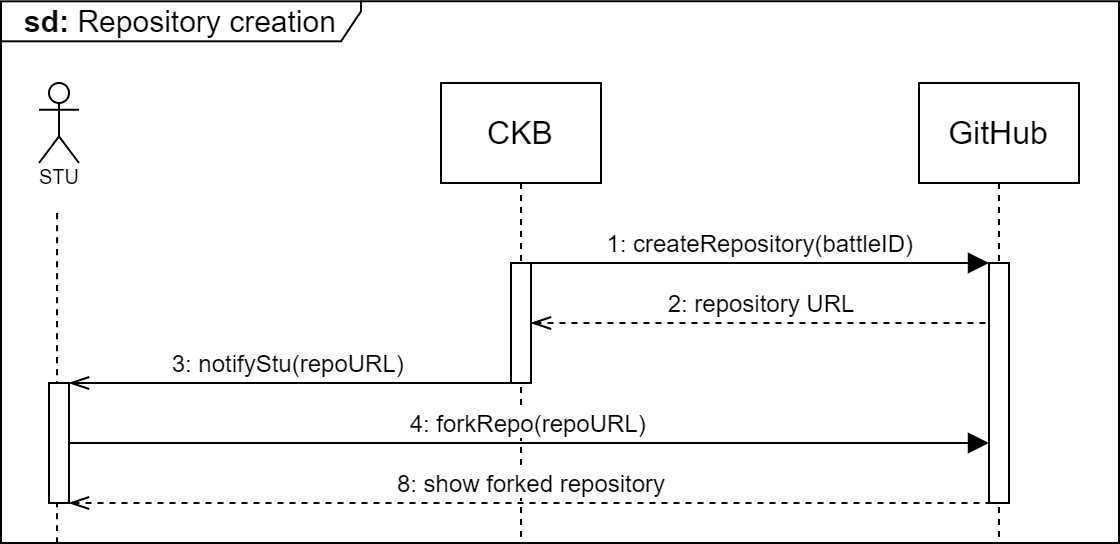 sd: Repository creation
STU
CKB
GitHub
1: createRepository(battleID)
2: repository URL
3: notifyStu(repoURL)
4: forkRepo(repoURL)
8: show forked repository